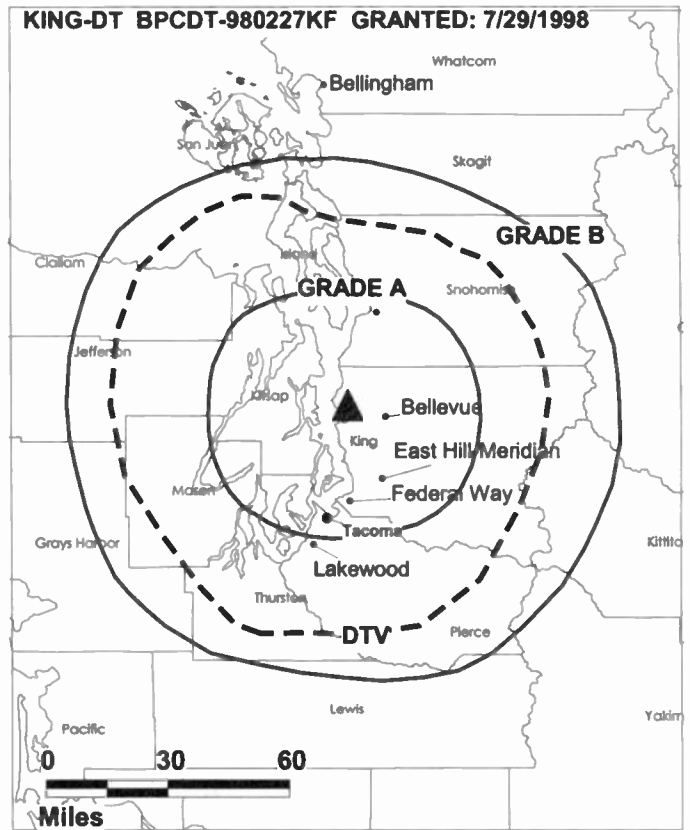 KING-DT BPCDT-980227KF GRANTED: 7/29/1998
Whatcom
Bellingham
San Juan
Skagit
GRADE B
Island
Clallam
GRADE A
Snohomish
Jefferson
Kitsap
Bellevue
King
East Hill-Meridian
Mason
Federal Way
Tacoma
Grays Harbor
Kittita
Lakewood
Thurston
DTV
Pierce
Lewis
Yakim
Pacific
0 30 60
Miles